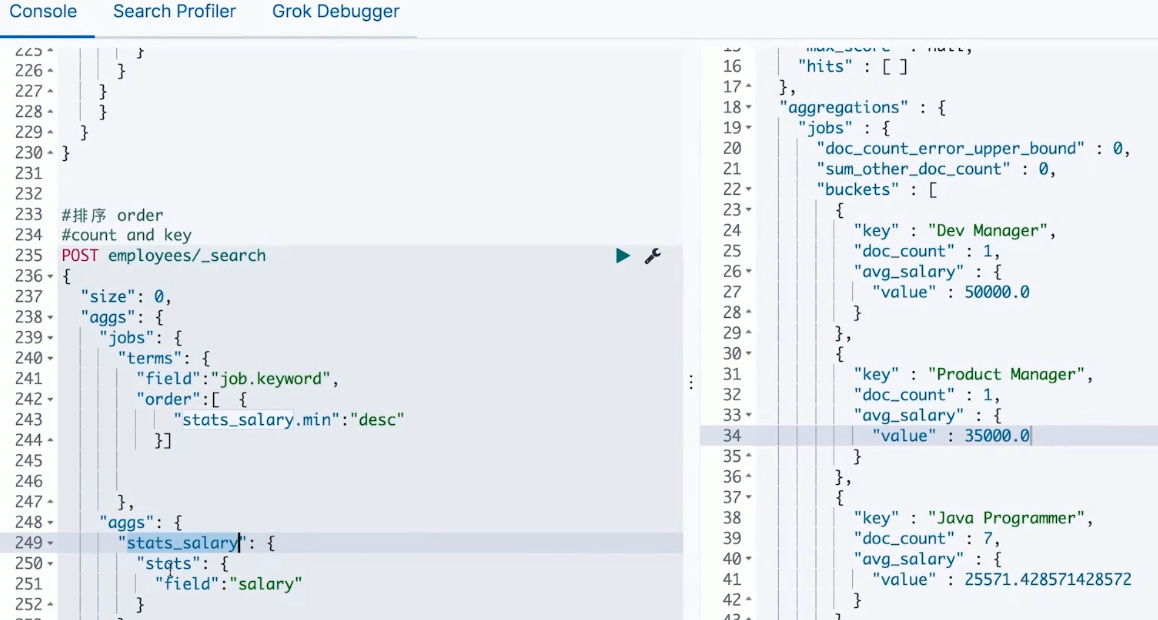 Console Search Profiler Grok Debugger
225 }
226 }
227 }
228 }
229 }
230 }
231
232
233 #排序 order
234 #count and key
235 POST employees/_search
236 {
237 "size": 0,
238 "aggs": {
239 "jobs": {
240 "terms": {
241 "field":"job.keyword",
242 "order":[ {
243 "stats_salary.min":"desc"
244 }]
245
246
247 },
248 "aggs": {
249 "stats_salary": {
250 "stats": {
251 "field":"salary"
252 }
15 "max_score" : null,
16 "hits" : [ ]
17 },
18 "aggregations" : {
19 "jobs" : {
20 "doc_count_error_upper_bound" : 0,
21 "sum_other_doc_count" : 0,
22 "buckets" : [
23 {
24 "key" : "Dev Manager",
25 "doc_count" : 1,
26 "avg_salary" : {
27 "value" : 50000.0
28 }
29 },
30 {
31 "key" : "Product Manager",
32 "doc_count" : 1,
33 "avg_salary" : {
34 "value" : 35000.0
35 }
36 },
37 {
38 "key" : "Java Programmer",
39 "doc_count" : 7,
40 "avg_salary" : {
41 "value" : 25571.428571428572
42 }
43 }